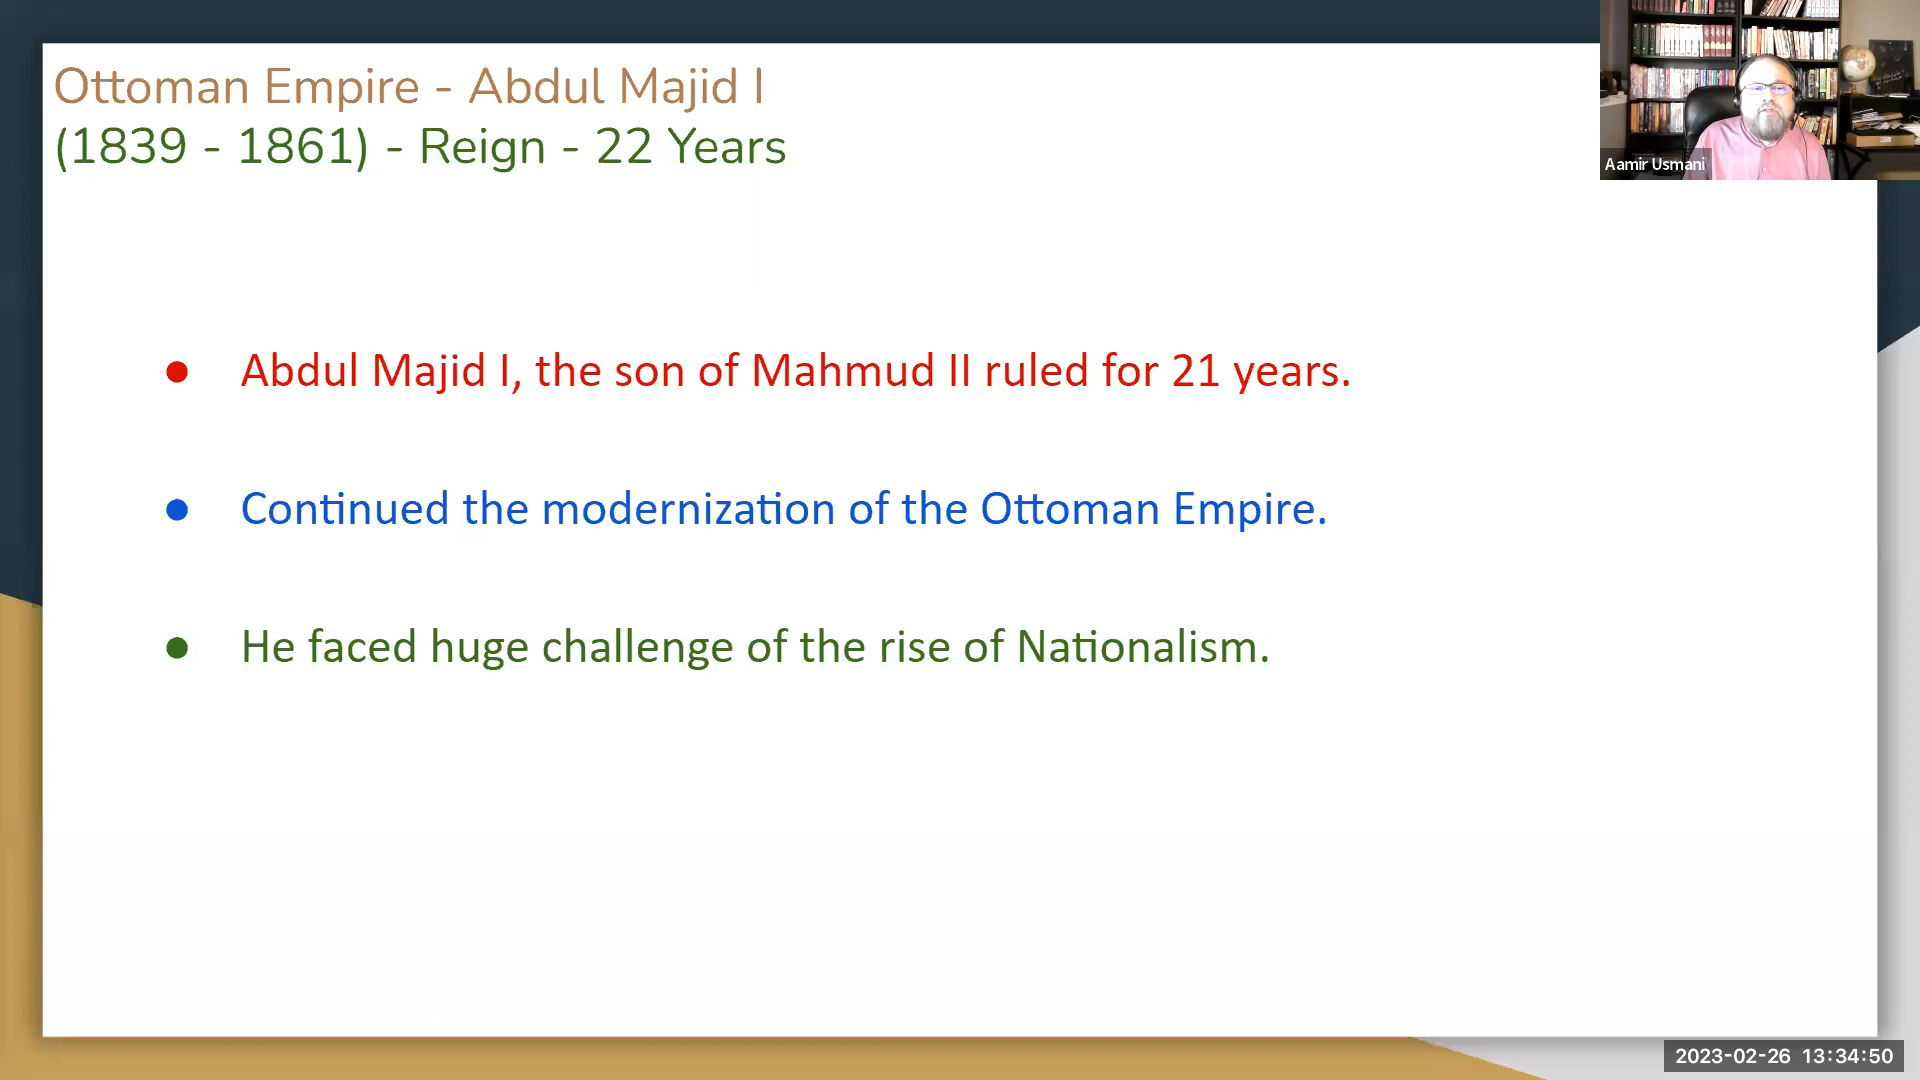 Ottoman Empire - Abdul Majid I
(1839 - 1861) - Reign - 22 Years
Aamir Usmani
● Abdul Majid I, the son of Mahmud II ruled for 21 years.
● Continued the modernization of the Ottoman Empire.
● He faced huge challenge of the rise of Nationalism.
2023-02-26 13:34:50